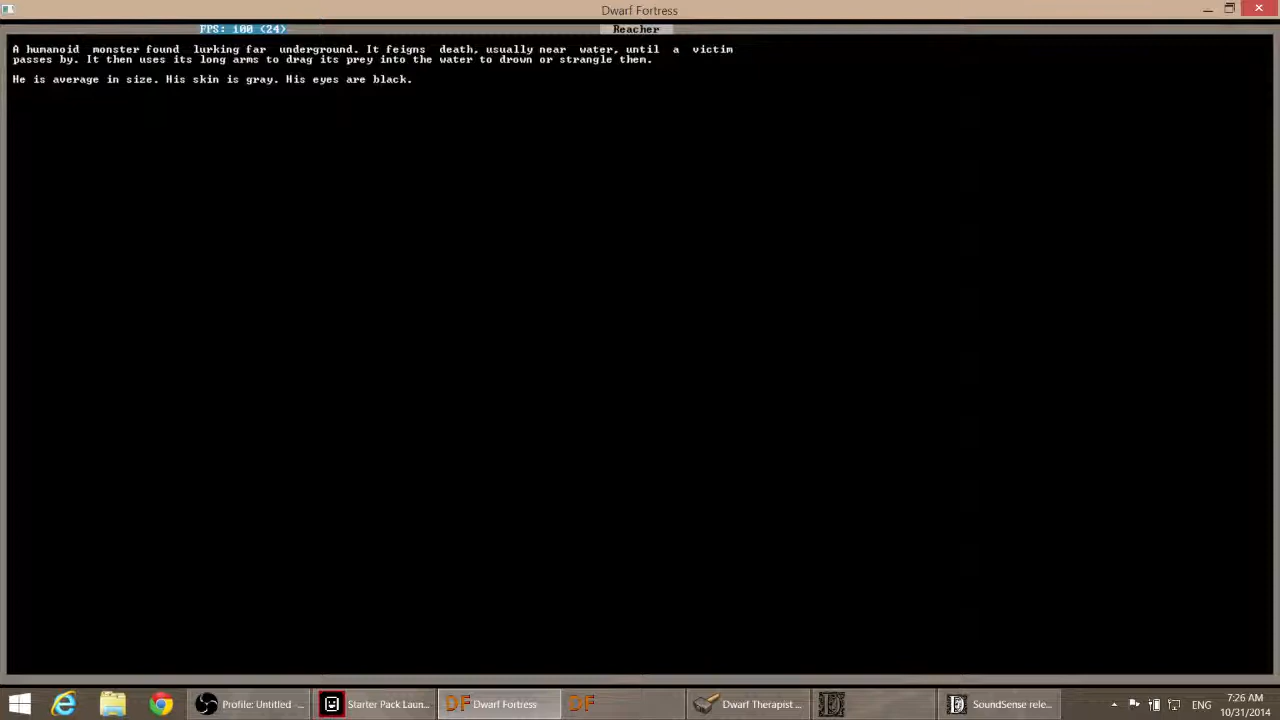 Dwarf Fortress
FPS: 100 (24)
Reacher
A humanoid monster found lurking far underground. It feigns death, usually near water, until a victim
passes by. It then uses its long arms to drag its prey into the water to drown or strangle them.
He is average in size. His skin is gray. His eyes are black.
Profile: Untitled ...
Starter Pack Laun...
DF Dwarf Fortress
DF
Dwarf Therapist ...
SoundSense rele...
ENG
7:26 AM
10/31/2014